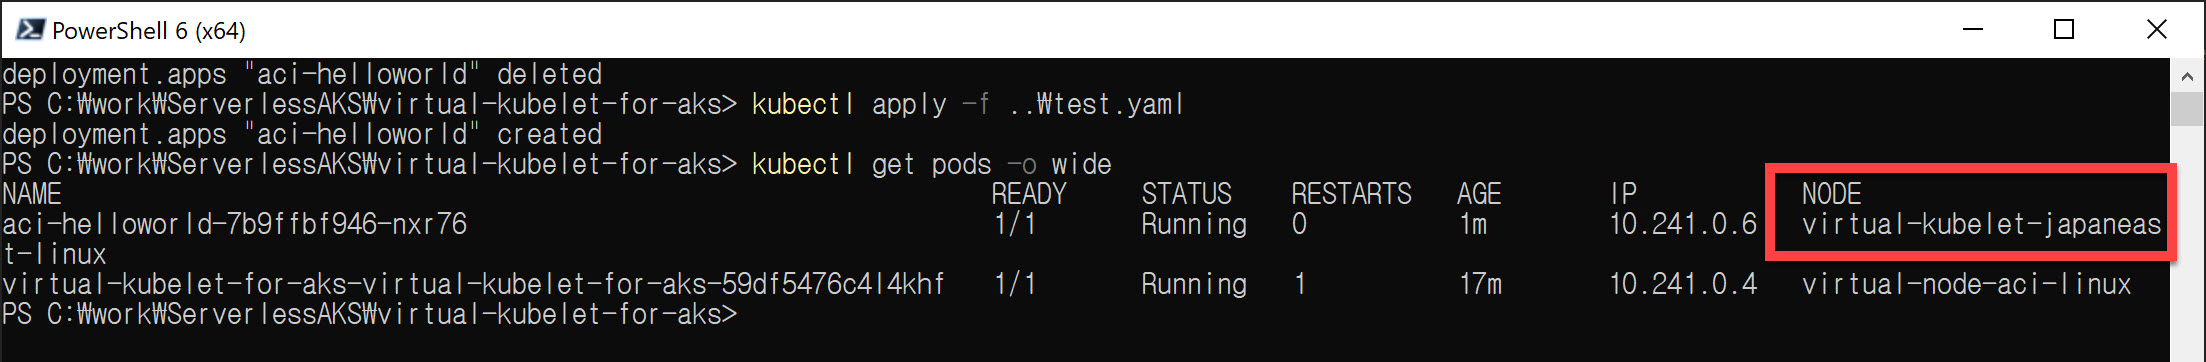 PowerShell 6 (x64)
deployment.apps "aci-helloworld" deleted
PS C:₩work₩ServerlessAKS₩virtual-kubelet-for-aks> kubectl apply -f ..₩test.yaml
deployment.apps "aci-helloworld" created
PS C:₩work₩ServerlessAKS₩virtual-kubelet-for-aks> kubectl get pods -o wide
NAME READY STATUS RESTARTS AGE IP NODE
aci-helloworld-7b9ffbf946-nxr76 1/1 Running 0 1m 10.241.0.6 virtual-kubelet-japaneas
t-linux
virtual-kubelet-for-aks-virtual-kubelet-for-aks-59df5476c4l4khf 1/1 Running 1 17m 10.241.0.4 virtual-node-aci-linux
PS C:₩work₩ServerlessAKS₩virtual-kubelet-for-aks>